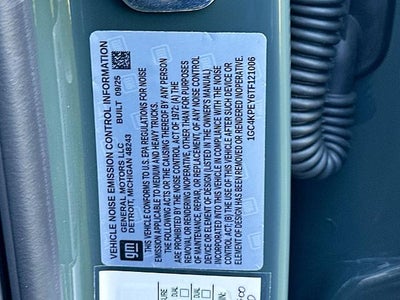 VEHICLE NOISE EMISSION CONTROL INFORMATION
BUILT 09/25
GENERAL MOTORS LLC
DETROIT, MICHIGAN 48243
gm
THIS VEHICLE CONFORMS TO U.S. EPA REGULATIONS FOR NOISE
EMISSION APPLICABLE TO MEDIUM AND HEAVY TRUCKS.
THE FOLLOWING ACTS OR THE CAUSING THEREOF BY ANY PERSON
ARE PROHIBITED BY THE NOISE CONTROL ACT OF 1972: (A) THE
REMOVAL OR RENDERING INOPERATIVE, OTHER THAN FOR PURPOSES
OF MAINTENANCE, REPAIR, OR REPLACEMENT, OF ANY NOISE CONTROL
DEVICE OR ELEMENT OF DESIGN (LISTED IN THE OWNER'S MANUAL)
INCORPORATED INTO THIS VEHICLE IN COMPLIANCE WITH THE NOISE
CONTROL ACT; (B) THE USE OF THIS VEHICLE AFTER SUCH DEVICE OR
ELEMENT OF DESIGN HAS BEEN REMOVED OR RENDERED INOPERATIVE.
1GC4KPEY6TF121006
DUAL
DUAL